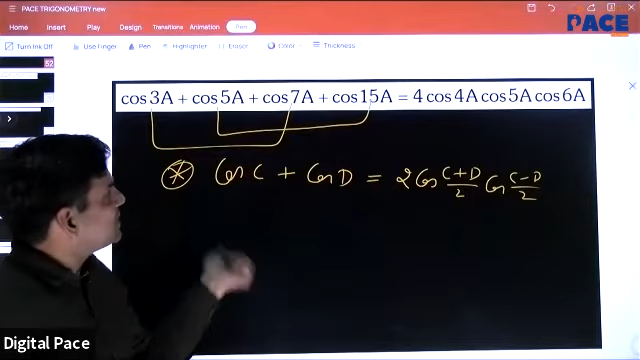 PACE TRIGONOMETRY new
Home Insert Play Design Transitions Animation Pen
Turn Ink Off Use Finger Pen Highlighter Eraser Color Thickness
PACE
52
cos 3A + cos 5A + cos 7A + cos 15A = 4 cos 4A cos 5A cos 6A
Cos C + Cos D = 2 Cos (C+D)/2 Cos (C-D)/2
Digital Pace